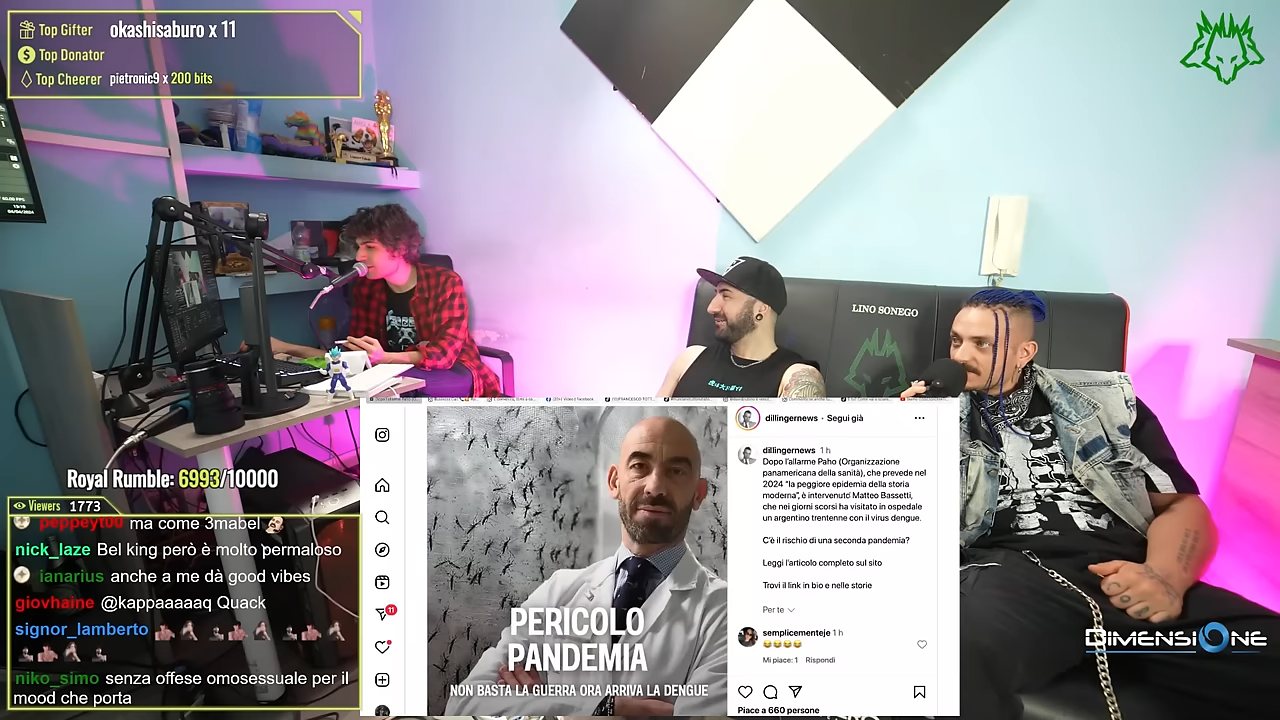 Top Gifter okashisaburo x 11
Top Donator
Top Cheerer pietronic9 x 200 bits
LINO SONEGO
Royal Rumble: 6993/10000
Viewers 1773
peppeyt00 ma come 3mabel
nick_laze Bel king però è molto permaloso
ianarius anche a me dà good vibes
giovhaine @kappaaaaaq Quack
signor_lamberto
niko_simo senza offese omosessuale per il
mood che porta
11
PERICOLO
PANDEMIA
NON BASTA LA GUERRA ORA ARRIVA LA DENGUE
dillingernews · Segui già
dillingernews 1 h
Dopo l'allarme Paho (Organizzazione
panamericana della sanità), che prevede nel
2024 "la peggiore epidemia della storia
moderna", è intervenuto Matteo Bassetti,
che nei giorni scorsi ha visitato in ospedale
un argentino trentenne con il virus dengue.
C'è il rischio di una seconda pandemia?
Leggi l'articolo completo sul sito
Trovi il link in bio e nelle storie
Per te
semplicementeje 1 h
Mi piace: 1 Rispondi
Piace a 660 persone
DIMENSIONE